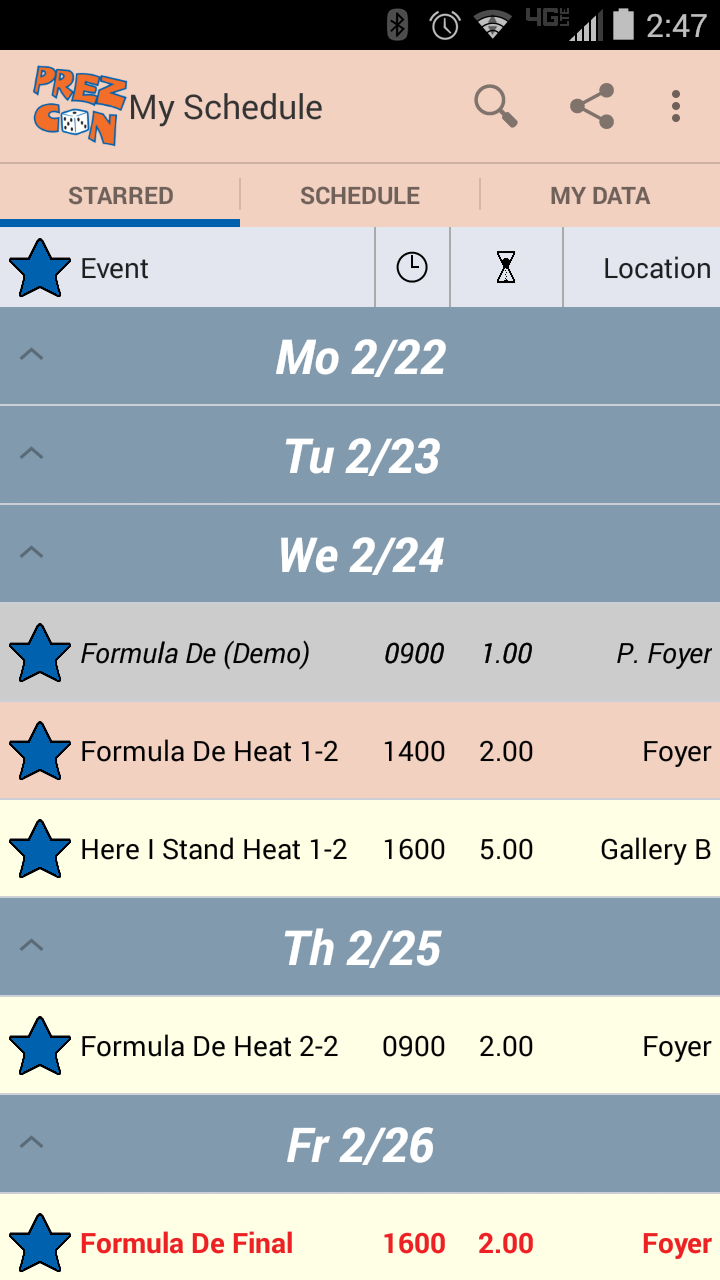 4G LTE 2:47
PREZ
CON
My Schedule
STARRED SCHEDULE MY DATA
Event Location
Mo 2/22
Tu 2/23
We 2/24
Formula De (Demo) 0900 1.00 P. Foyer
Formula De Heat 1-2 1400 2.00 Foyer
Here I Stand Heat 1-2 1600 5.00 Gallery B
Th 2/25
Formula De Heat 2-2 0900 2.00 Foyer
Fr 2/26
Formula De Final 1600 2.00 Foyer